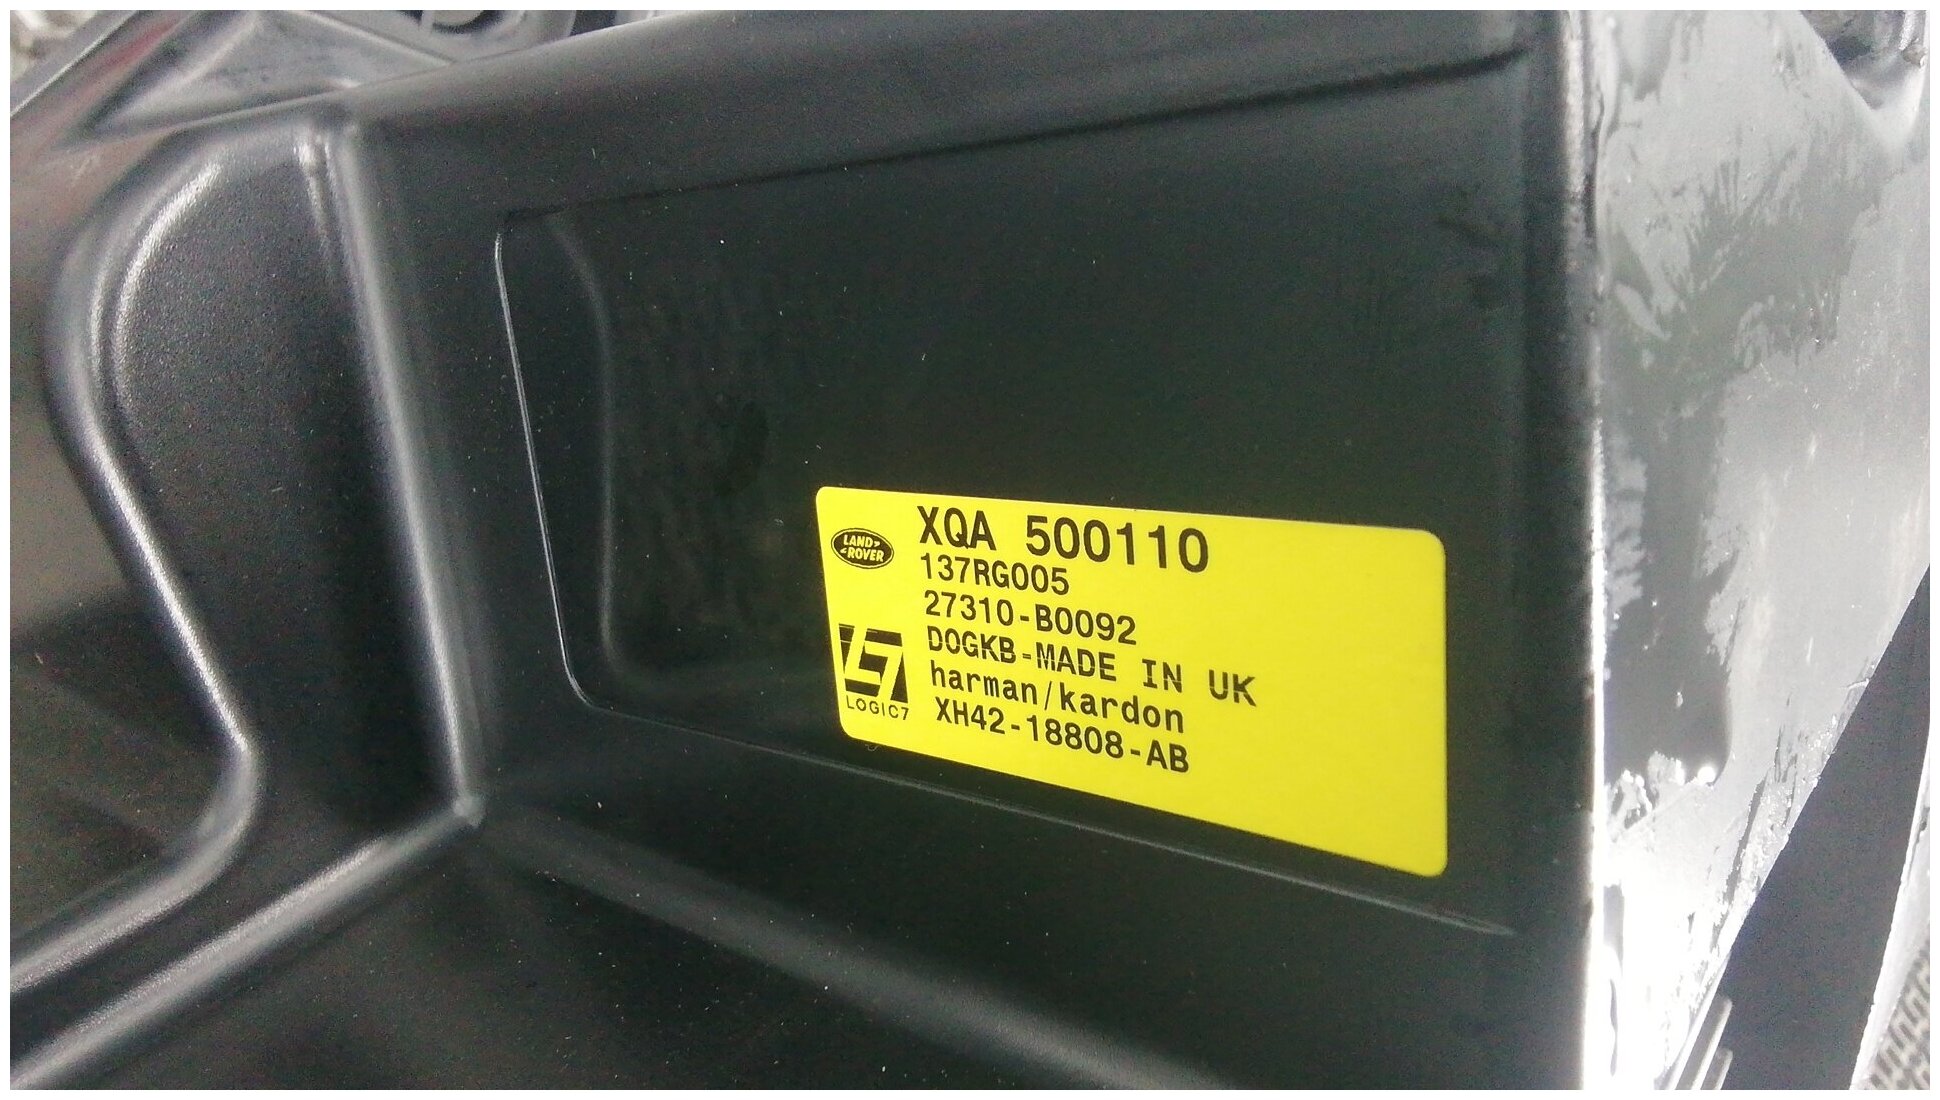 LAND
ROVER
XQA 500110
137RG005
27310-B0092
DOGKB-MADE IN UK
harman/kardon
XH42-18808-AB
LOGIC7